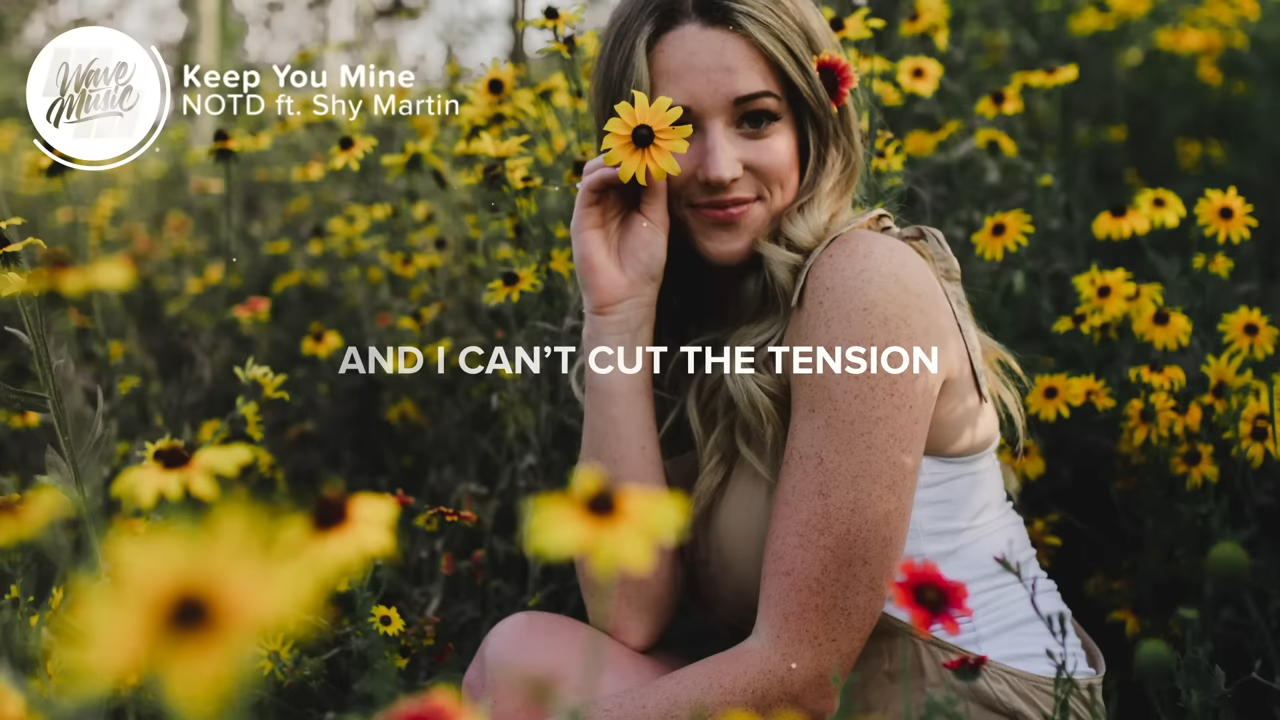 Wave
Music
Keep You Mine
NOTD ft. Shy Martin
AND I CAN’T CUT THE TENSION